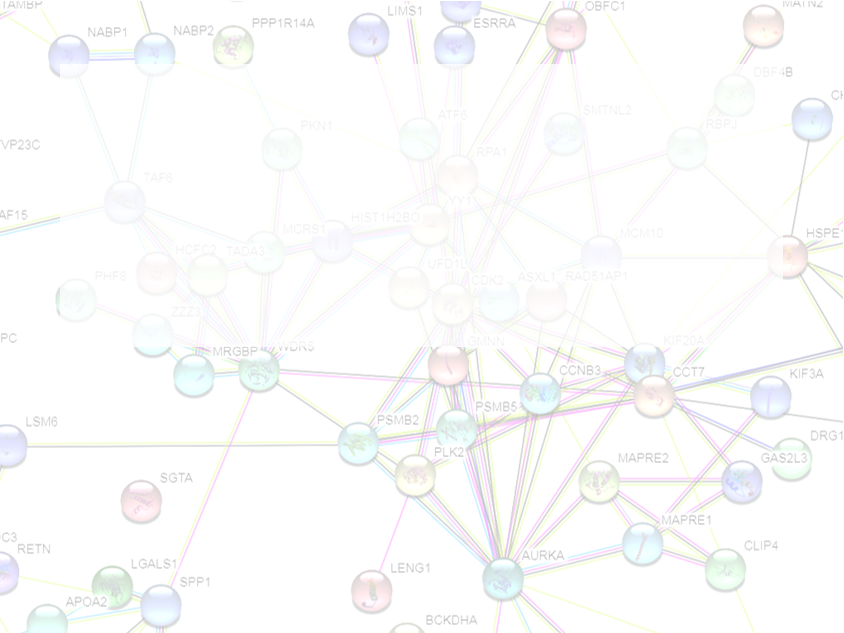 TAMBP
NABP1
NABP2
PPP1R14A
LIMS1
ESRRA
OBFC1
MATN2
DBF4B
CH
VP23C
PKN1
ATF6
SMTNL2
RBPJ
RPA1
TAF5
AF15
YY1
HIST1H2BO
MCRS1
MCM10
HSPE1
HCFC2
TADA3
UFD1L
PHF8
CDK2
ASXL1
RAD51AP1
ZZZ3
PC
MRGBP
WDR5
GMNN
KIF20A
CCNB3
CCT7
KIF3A
LSM6
PSMB2
PSMB5
DRG1
PLK2
MAPRE2
GAS2L3
SGTA
MAPRE1
C3
RETN
LGALS1
SPP1
LENG1
AURKA
CLIP4
APOA2
BCKDHA